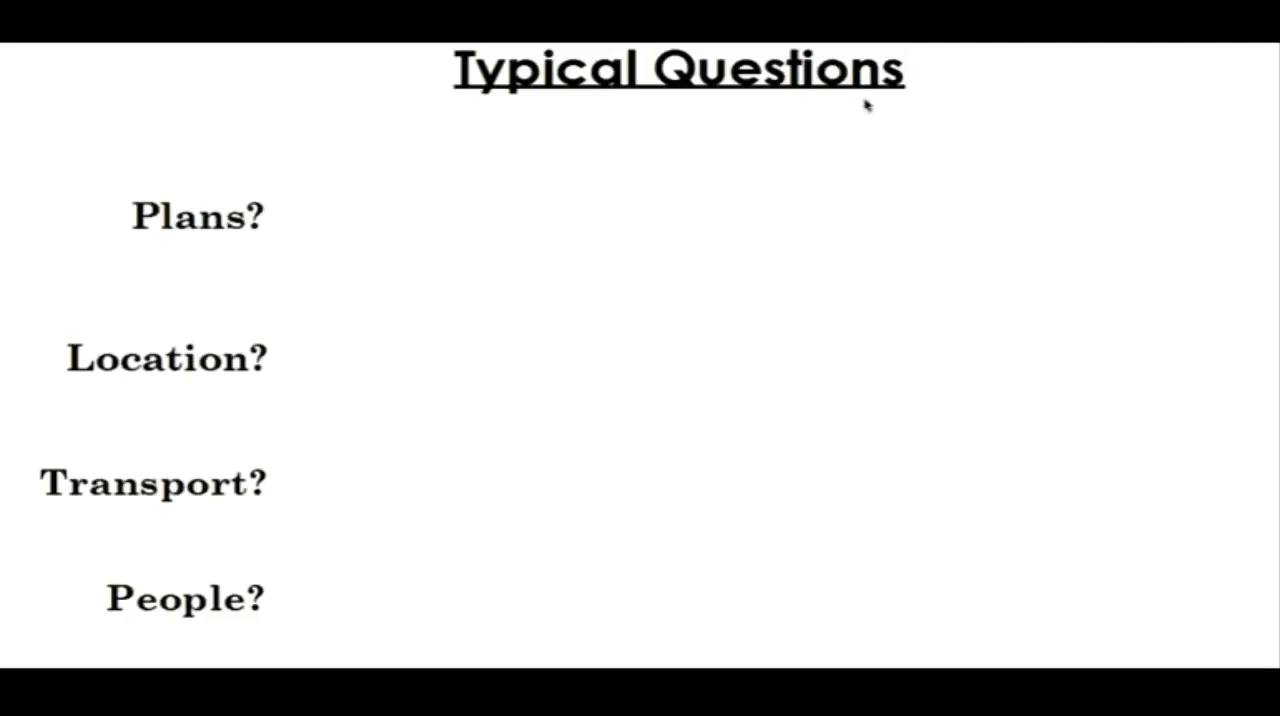 Typical Questions
Plans?
Location?
Transport?
People?